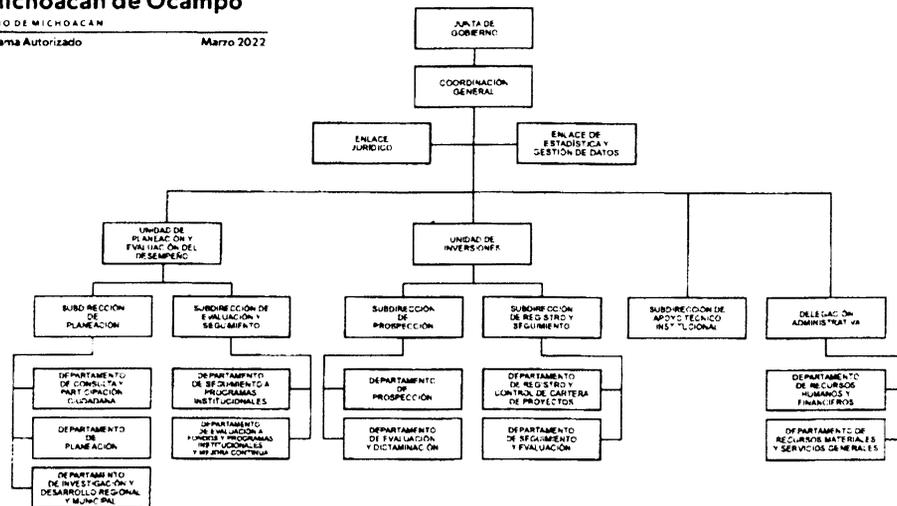 Michoacán de Ocampo
O DE MICHOACÁN
ama Autorizado Marzo 2022
JUNTA DE
GOBIERNO
COORDINACIÓN
GENERAL
ENLACE
JURÍDICO
ENLACE DE
ESTADÍSTICA Y
GESTIÓN DE DATOS
UNIDAD DE
PLANEACIÓN Y
EVALUACIÓN DEL
DESEMPEÑO
UNIDAD DE
INVERSIONES
SUBDIRECCIÓN
DE
PLANEACIÓN
SUBDIRECCIÓN DE
EVALUACIÓN Y
SEGUIMIENTO
SUBDIRECCIÓN
DE
PROSPECCIÓN
SUBDIRECCIÓN
DE REGISTRO Y
SEGUIMIENTO
SUBDIRECCIÓN DE
APOYO TÉCNICO
INSTITUCIONAL
DELEGACIÓN
ADMINISTRATIVA
DEPARTAMENTO
DE CONSULTA Y
PARTICIPACIÓN
CIUDADANA
DEPARTAMENTO
DE SEGUIMIENTO A
PROGRAMAS
INSTITUCIONALES
DEPARTAMENTO
DE
PROSPECCIÓN
DEPARTAMENTO
DE REGISTRO Y
CONTROL DE CARTERA
DE PROYECTOS
DEPARTAMENTO
DE RECURSOS
HUMANOS Y
FINANCIEROS
DEPARTAMENTO
DE
PLANEACIÓN
DEPARTAMENTO
DE EVALUACIÓN A
FONDOS Y PROGRAMAS
INSTITUCIONALES
Y MEJORA CONTINUA
DEPARTAMENTO
DE EVALUACIÓN
Y DICTAMINACIÓN
DEPARTAMENTO
DE SEGUIMIENTO
Y EVALUACIÓN
DEPARTAMENTO DE
RECURSOS MATERIALES
Y SERVICIOS GENERALES
DEPARTAMENTO
DE INVESTIGACIÓN Y
DESARROLLO REGIONAL
Y MUNICIPAL